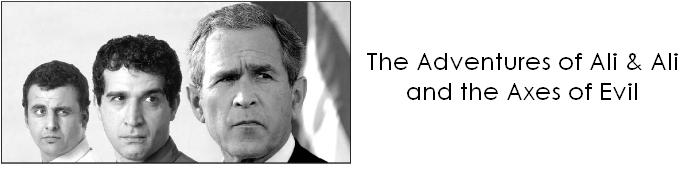 The Adventures of Ali & Ali
and the Axes of Evil